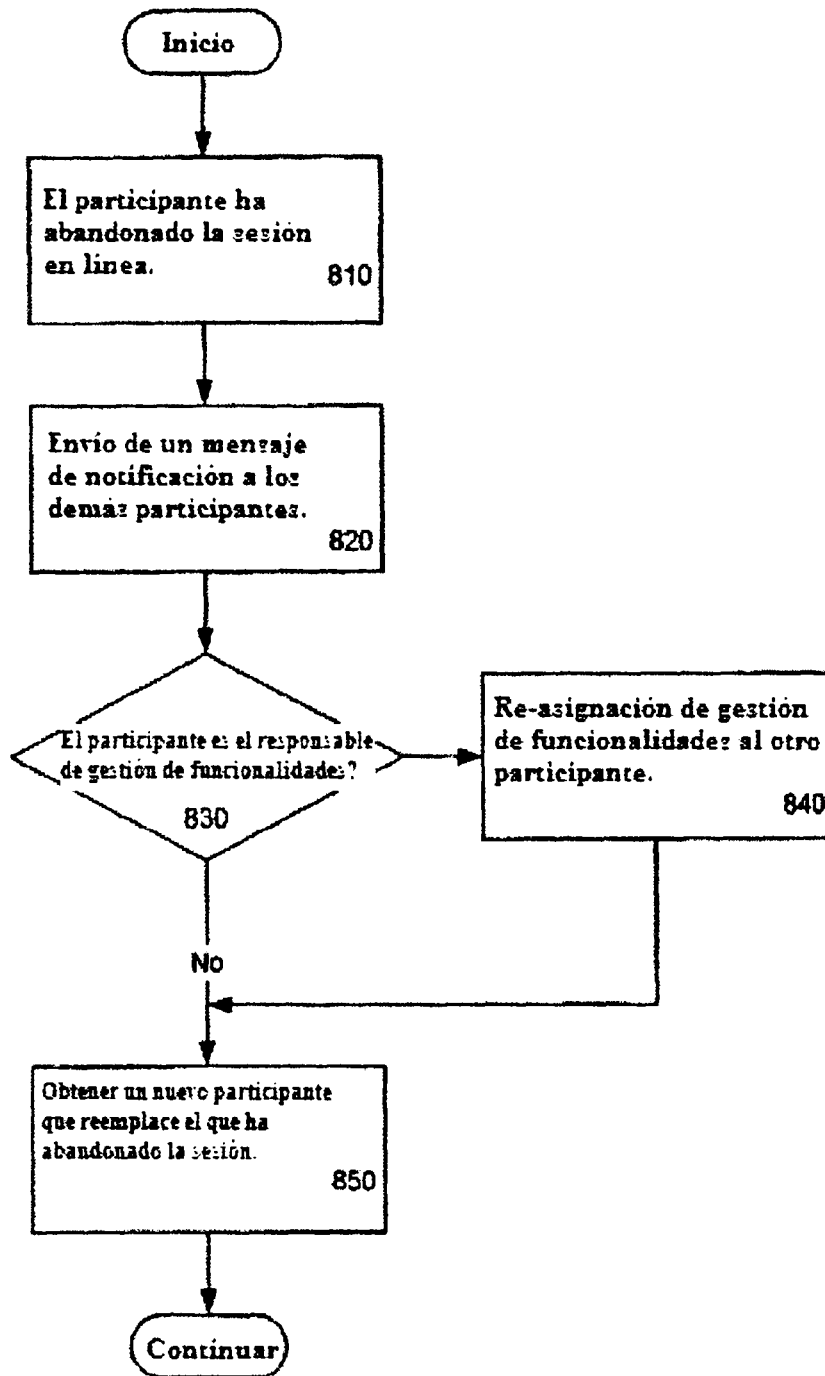 Inicio
El participante ha
abandonado la sesión
en línea.
810
Envío de un mensaje
de notificación a los
demás participantes.
820
El participante es el responsable
de gestión de funcionalidades?
830
Re-asignación de gestión
de funcionalidades al otro
participante.
840
No
Obtener un nuevo participante
que reemplace el que ha
abandonado la sesión.
850
Continuar